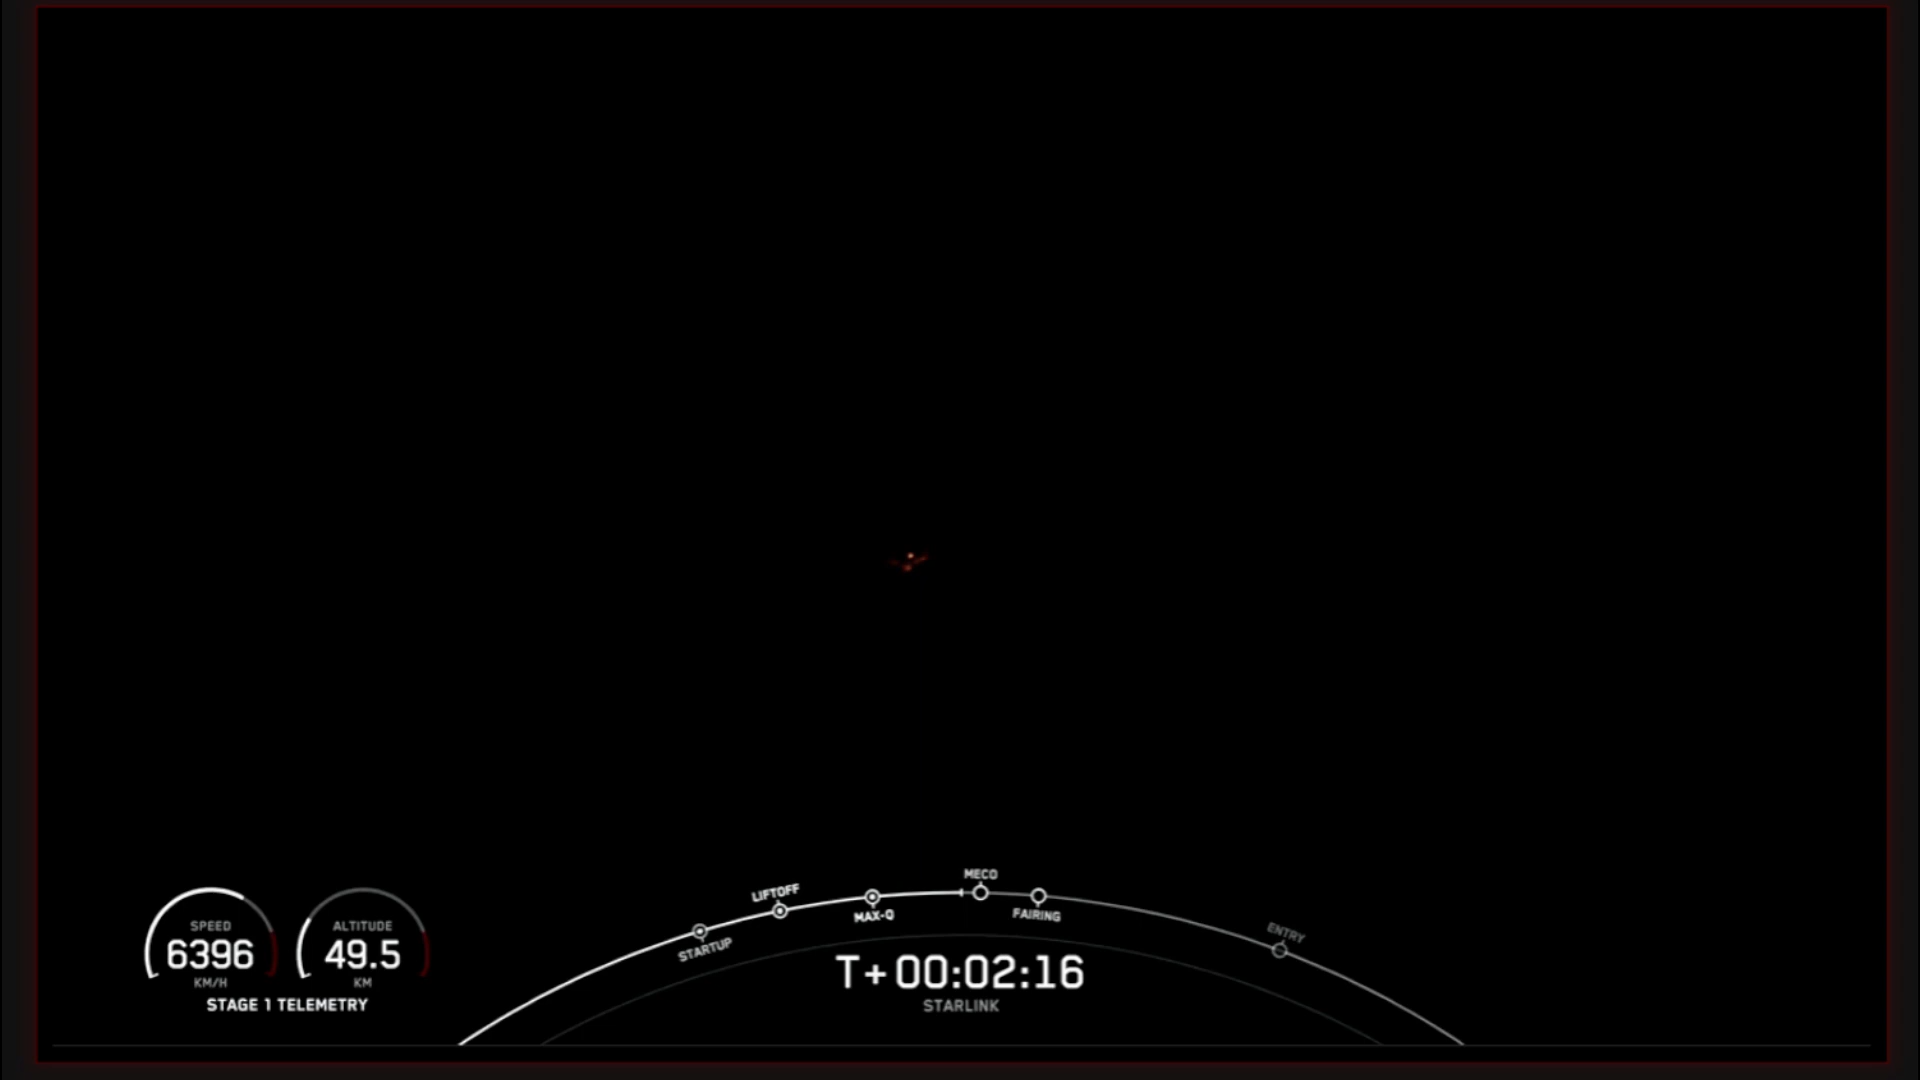 SPEED
6396
KM/H
ALTITUDE
49.5
KM
STAGE 1 TELEMETRY
STARTUP
LIFTOFF
MAX-Q
MECO
FAIRING
ENTRY
T+00:02:16
STARLINK